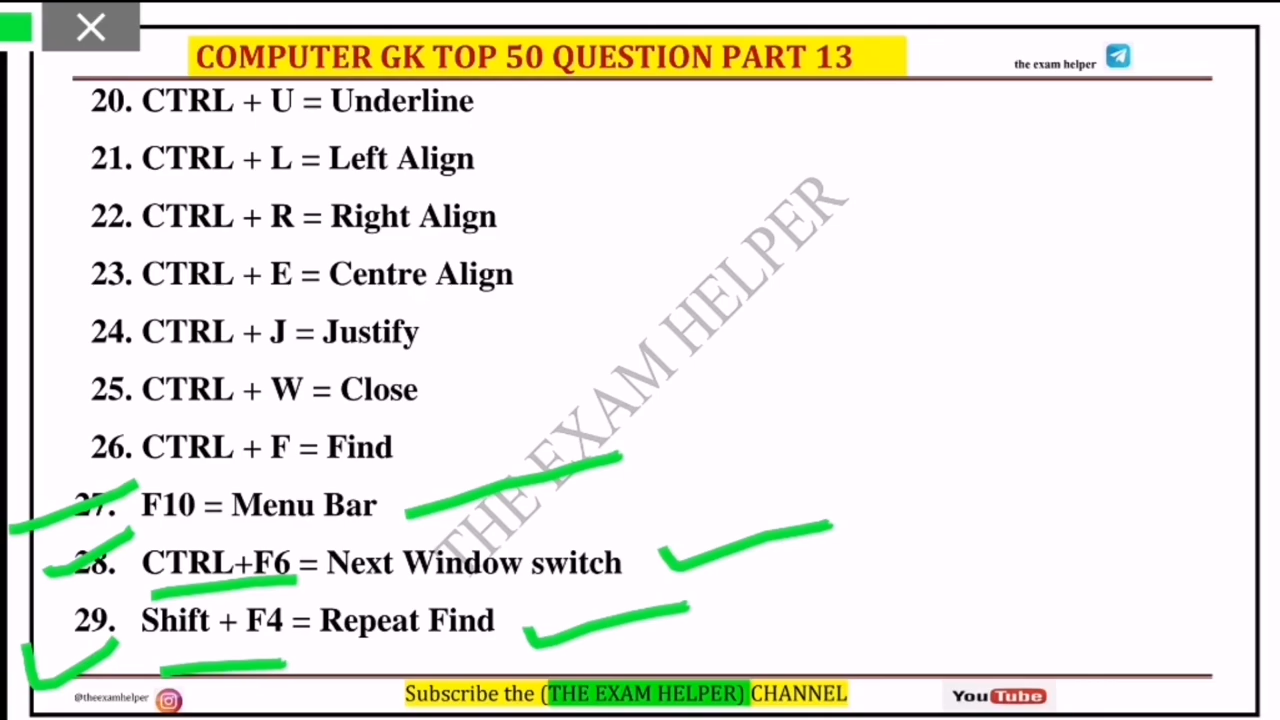 COMPUTER GK TOP 50 QUESTION PART 13
the exam helper
20. CTRL + U = Underline
21. CTRL + L = Left Align
22. CTRL + R = Right Align
23. CTRL + E = Centre Align
24. CTRL + J = Justify
25. CTRL + W = Close
26. CTRL + F = Find
27. F10 = Menu Bar
28. CTRL+F6 = Next Window switch
29. Shift + F4 = Repeat Find
THE EXAM HELPER
@theexamhelper
Subscribe the (THE EXAM HELPER) CHANNEL
YouTube